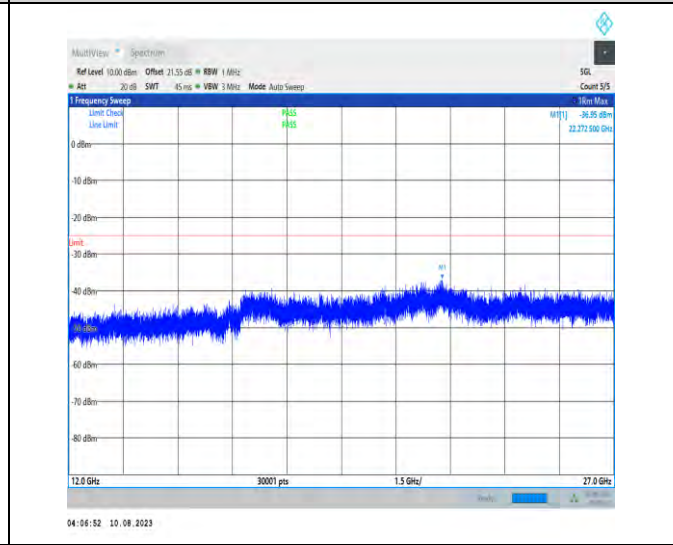 MultiView Spectrum
Ref Level 10.00 dBm Offset 21.55 dB RBW 1 MHz SGL
Att 20 dB SWT 45 ms VBW 3 MHz Mode Auto Sweep Count 5/5
1 Frequency Sweep 1Rm Max
Limit Check PASS M1[1] -36.95 dBm
Line Limit PASS 22.272 500 GHz
0 dBm
-10 dBm
-20 dBm
Limit
-30 dBm
M1
-40 dBm
-50 dBm
-60 dBm
-70 dBm
-80 dBm
12.0 GHz 30001 pts 1.5 GHz/ 27.0 GHz
04:06:52 10.08.2023